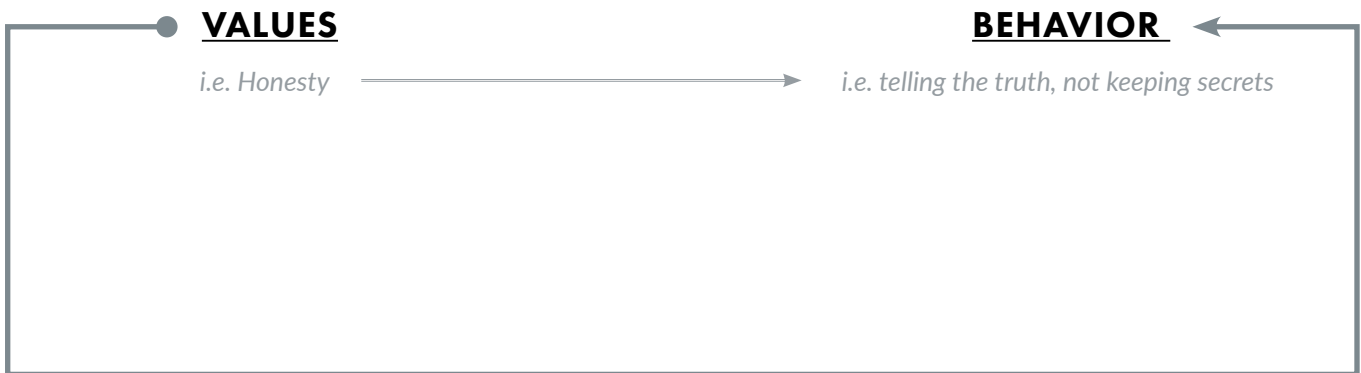 VALUES
BEHAVIOR
i.e. Honesty
i.e. telling the truth, not keeping secrets